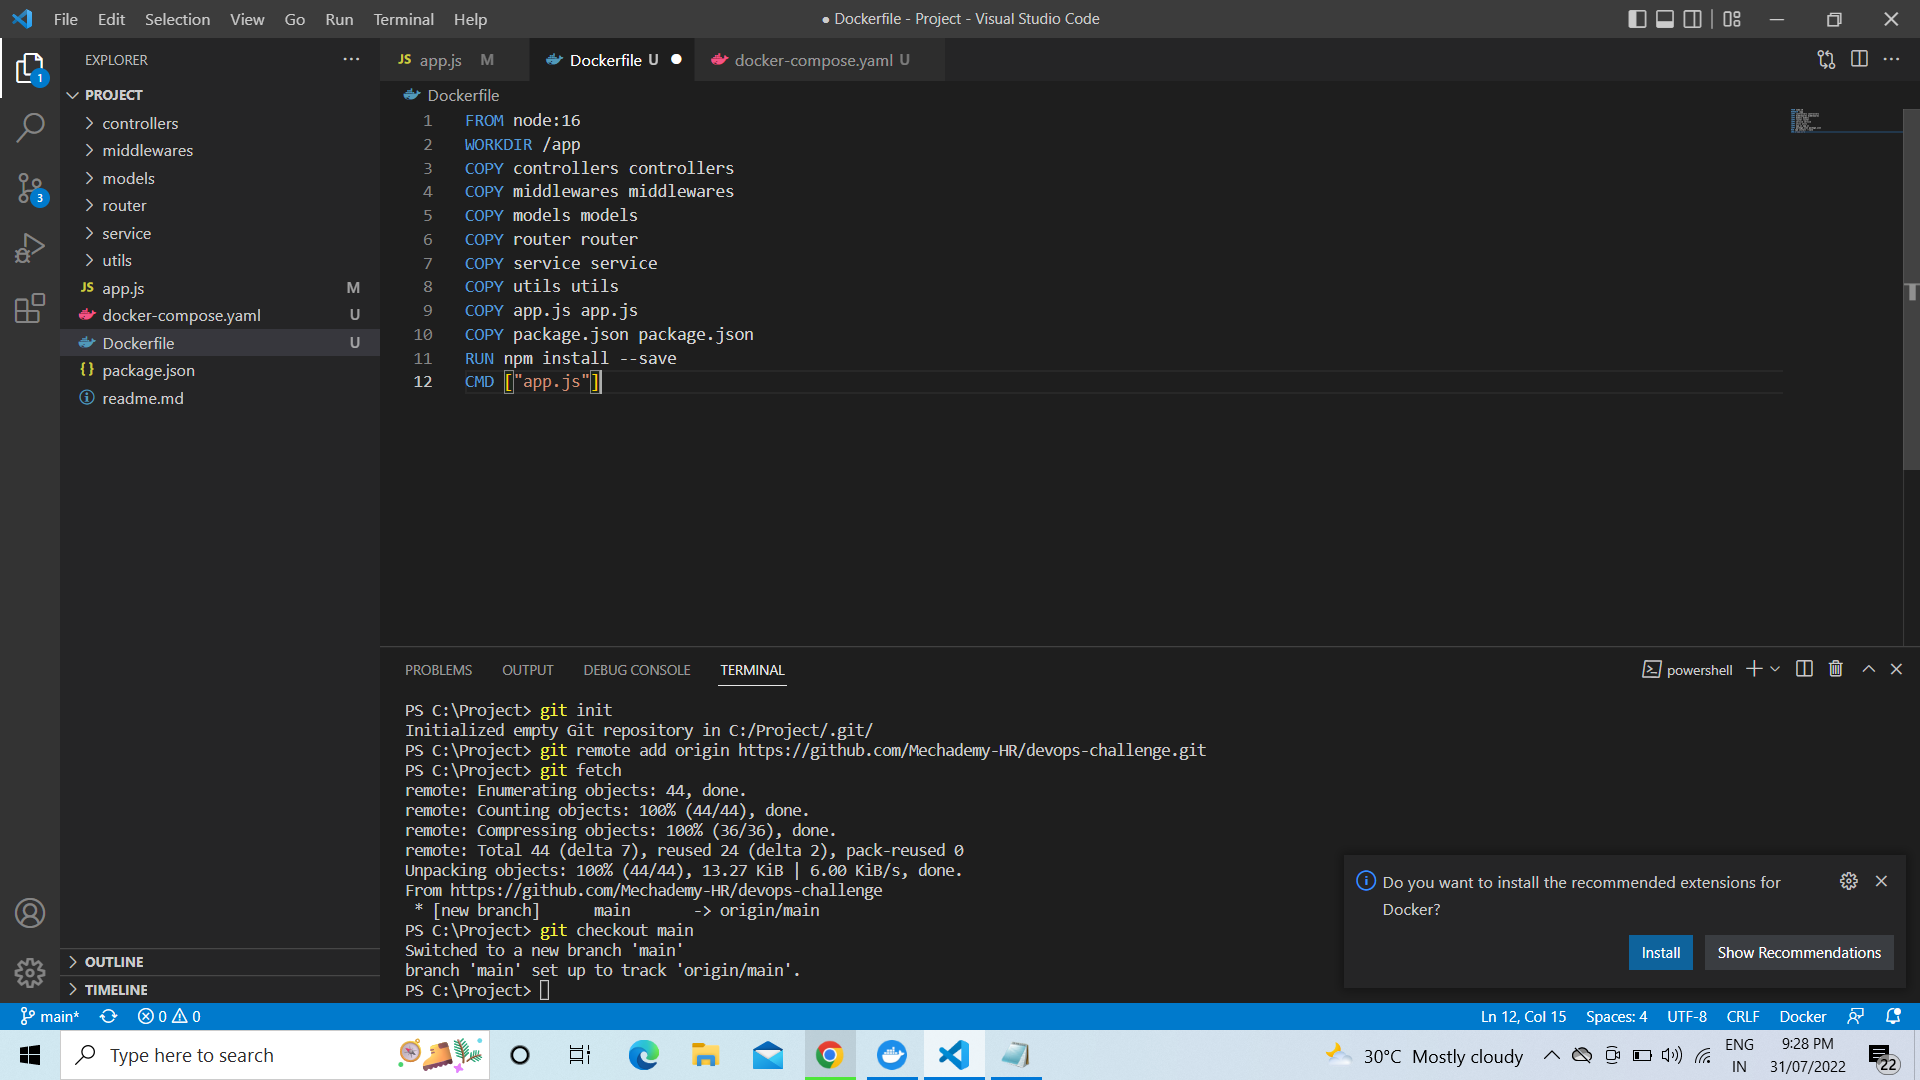 File Edit Selection View Go Run Terminal Help
● Dockerfile - Project - Visual Studio Code
EXPLORER
JS app.js M
Dockerfile U ●
docker-compose.yaml U
1
PROJECT
controllers
middlewares
models
router
3
service
utils
JS app.js M
docker-compose.yaml U
Dockerfile U
{} package.json
readme.md
OUTLINE
TIMELINE
Dockerfile
1 FROM node:16
2 WORKDIR /app
3 COPY controllers controllers
4 COPY middlewares middlewares
5 COPY models models
6 COPY router router
7 COPY service service
8 COPY utils utils
9 COPY app.js app.js
10 COPY package.json package.json
11 RUN npm install --save
12 CMD ["app.js"]
PROBLEMS OUTPUT DEBUG CONSOLE TERMINAL
powershell
PS C:\Project> git init
Initialized empty Git repository in C:/Project/.git/
PS C:\Project> git remote add origin https://github.com/Mechademy-HR/devops-challenge.git
PS C:\Project> git fetch
remote: Enumerating objects: 44, done.
remote: Counting objects: 100% (44/44), done.
remote: Compressing objects: 100% (36/36), done.
remote: Total 44 (delta 7), reused 24 (delta 2), pack-reused 0
Unpacking objects: 100% (44/44), 13.27 KiB | 6.00 KiB/s, done.
From https://github.com/Mechademy-HR/devops-challenge
* [new branch] main -> origin/main
PS C:\Project> git checkout main
Switched to a new branch 'main'
branch 'main' set up to track 'origin/main'.
PS C:\Project>
Do you want to install the recommended extensions for
Docker?
Install Show Recommendations
main* 0 0
Ln 12, Col 15 Spaces: 4 UTF-8 CRLF Docker
Type here to search
30°C Mostly cloudy
ENG
IN
9:28 PM
31/07/2022
22